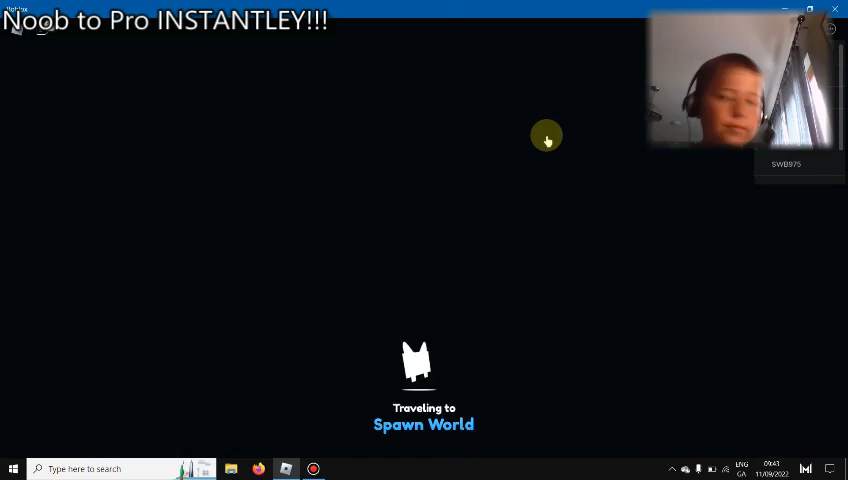 Noob to Pro INSTANTLEY!!!
SWB975
Traveling to
Spawn World
Type here to search
ENG
GA
09:43
11/09/2022